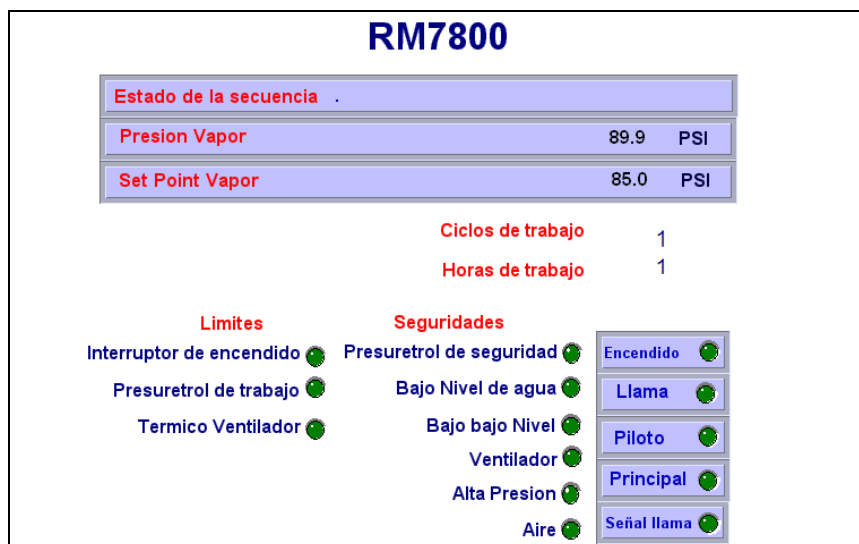 RM7800
Estado de la secuencia .
Presion Vapor 89.9 PSI
Set Point Vapor 85.0 PSI
Ciclos de trabajo 1
Horas de trabajo 1
Limites
Interruptor de encendido
Presuretrol de trabajo
Termico Ventilador
Seguridades
Presuretrol de seguridad
Bajo Nivel de agua
Bajo bajo Nivel
Ventilador
Alta Presion
Aire
Encendido
Llama
Piloto
Principal
Señal llama